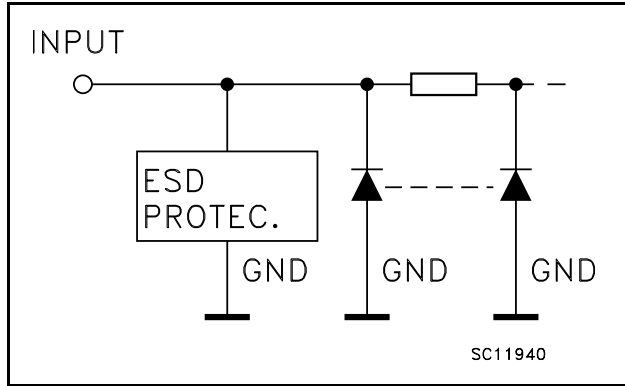 INPUT
ESD
PROTEC.
GND
GND
GND
SC11940